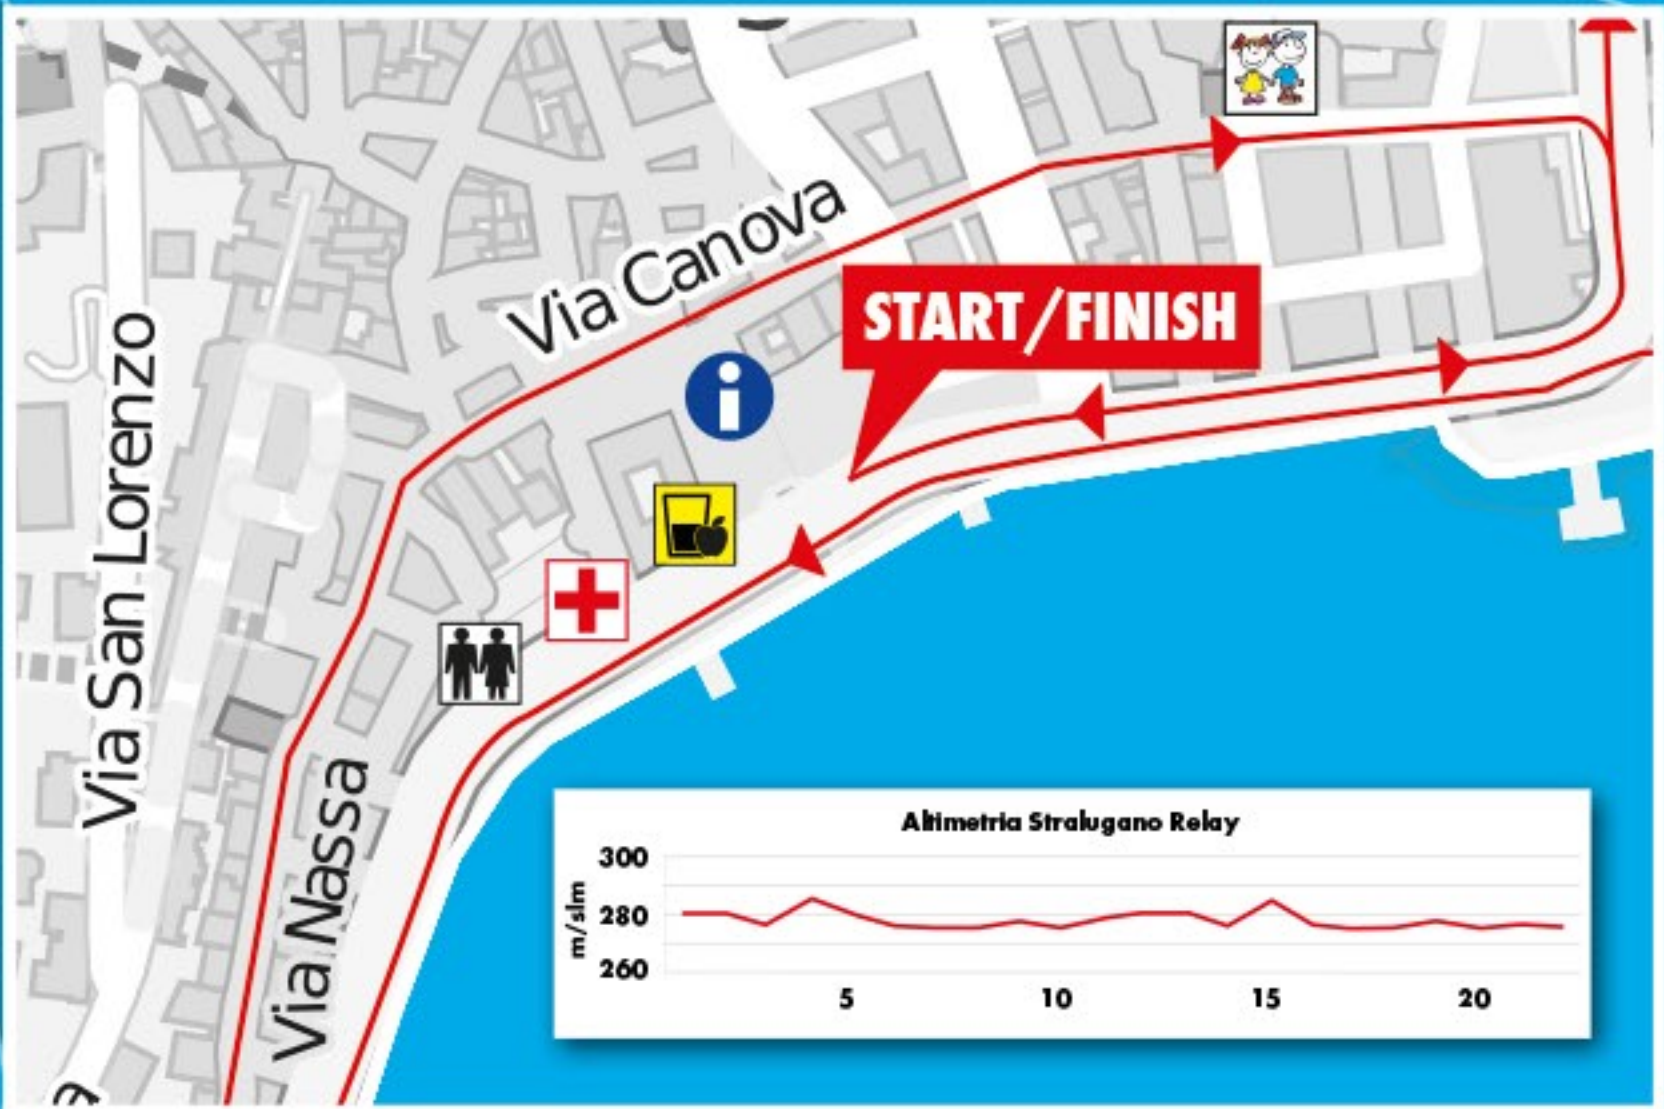 Via Canova
START/FINISH
i
Via San Lorenzo
Via Nassa
Altimetria Stralugano Relay
300
280
260
m/slm
5
10
15
20